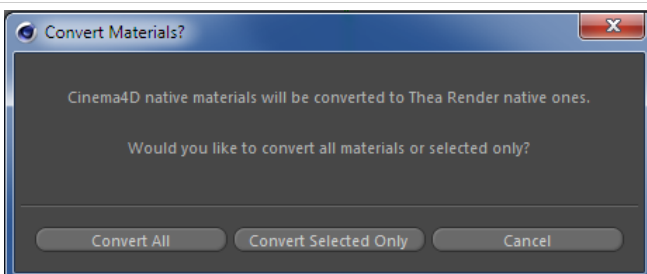 Convert Materials?
Cinema4D native materials will be converted to Thea Render native ones.
Would you like to convert all materials or selected only?
Convert All
Convert Selected Only
Cancel